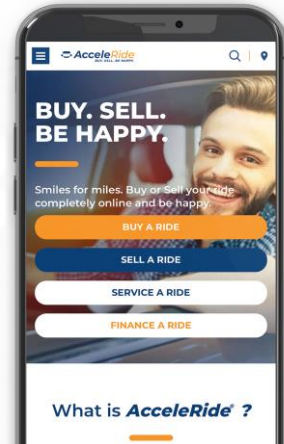 AcceleRide
BUY. SELL. BE HAPPY.
BUY. SELL.
BE HAPPY.
Smiles for miles. Buy or Sell your ride
completely online and be happy.
BUY A RIDE
SELL A RIDE
SERVICE A RIDE
FINANCE A RIDE
What is AcceleRide® ?